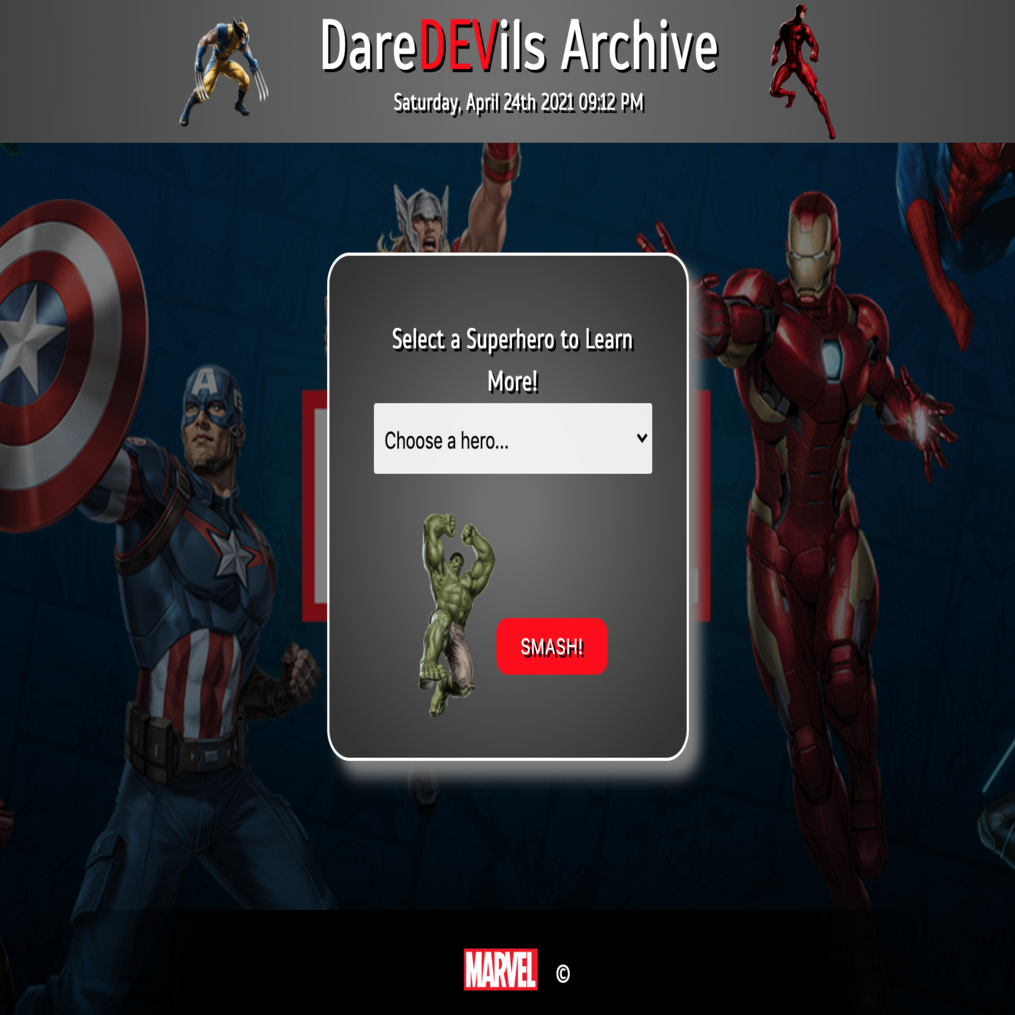 DareDEVils Archive
Saturday, April 24th 2021 09:12 PM
A
Select a Superhero to Learn
More!
Choose a hero...
SMASH!
MARVEL ©